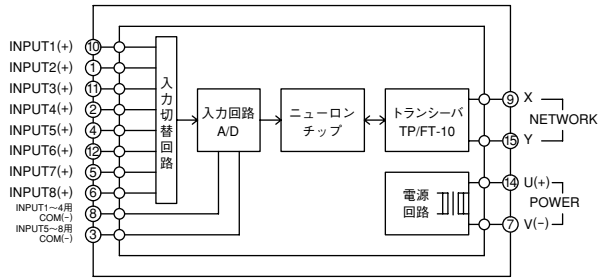 INPUT1(+) ⑩
INPUT2(+) ①
INPUT3(+) ⑪
INPUT4(+) ②
INPUT5(+) ④
INPUT6(+) ⑫
INPUT7(+) ⑤
INPUT8(+) ⑥
INPUT1～4用
COM(-) ⑧
INPUT5～8用
COM(-) ③
入力切替回路
入力回路
A/D
ニューロン
チップ
トランシーバ
TP/FT-10
⑨ X
NETWORK
⑮ Y
電源
回路
⑭ U(+)
POWER
⑦ V(-)